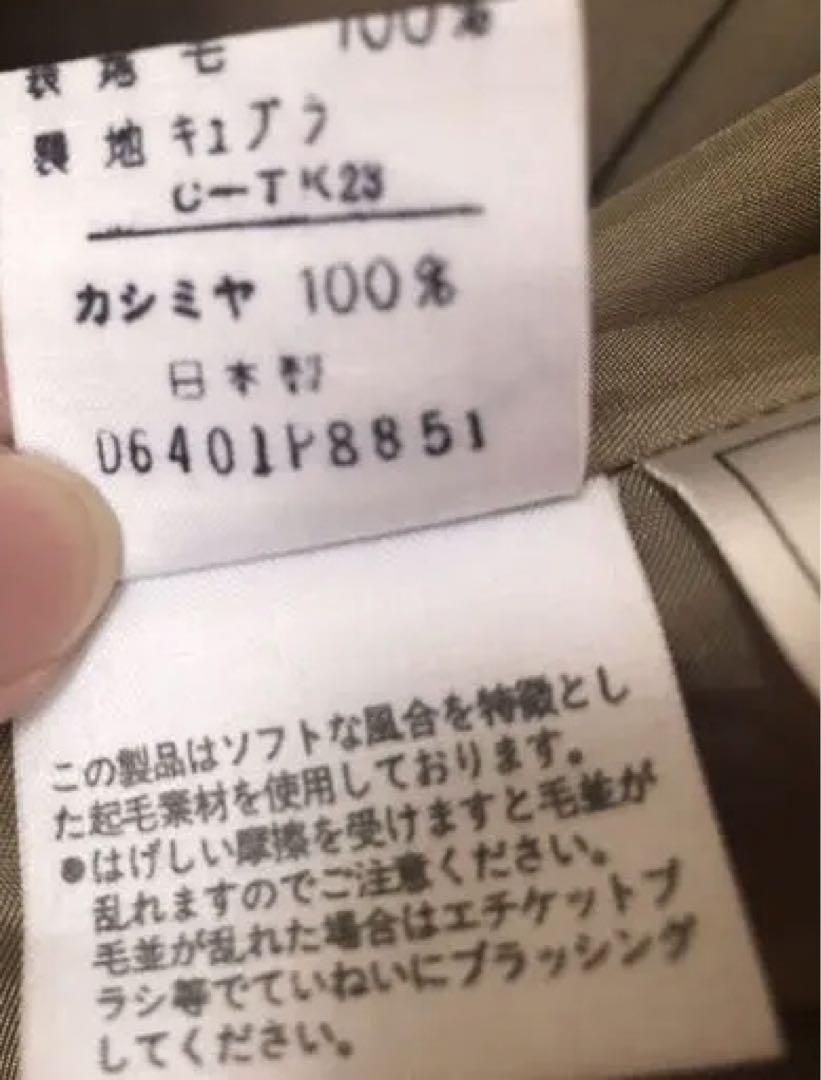 表地 毛 100%
裏地 キュプラ
C-TK23
カシミヤ 100%
日本製
06401P8851
この製品はソフトな風合を特徴とし
た起毛素材を使用しております。
●はげしい摩擦を受けますと毛並が
乱れますのでご注意ください。
毛並が乱れた場合はエチケットブ
ラシ等でていねいにブラッシング
してください。